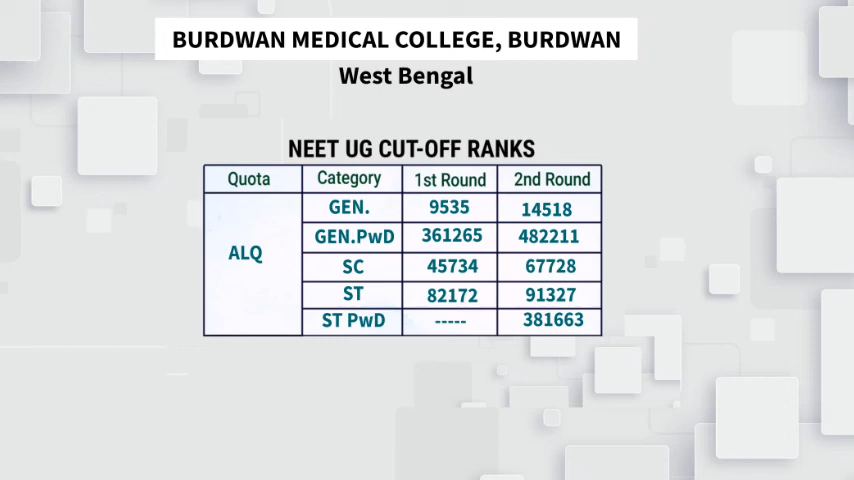 BURDWAN MEDICAL COLLEGE, BURDWAN
West Bengal
NEET UG CUT-OFF RANKS
Quota Category 1st Round 2nd Round
ALQ
GEN. 9535 14518
GEN.PwD 361265 482211
SC 45734 67728
ST 82172 91327
ST PwD ----- 381663